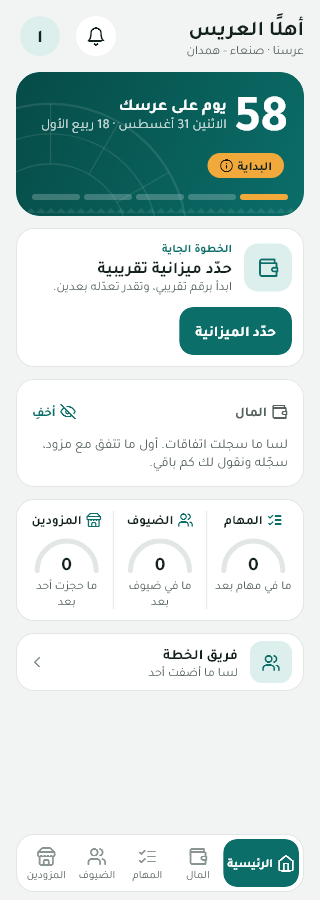 أهلًا العريس
عرسنا · صنعاء - همدان
ا
58
يوم على عرسك
الاثنين 31 أغسطس · 18 ربيع الأول
البداية
الخطوة الجاية
حدّد ميزانية تقريبية
ابدأ برقم تقريبي، وتقدر تعدّله بعدين.
حدّد الميزانية
المال
أخفِ
لسا ما سجلت اتفاقات. أول ما تتفق مع مزود،
سجّله ونقول لك كم باقي.
المهام
0
ما في مهام بعد
الضيوف
0
ما في ضيوف
بعد
المزودين
0
ما حجزت أحد
بعد
فريق الخطة
لسا ما أضفت أحد
الرئيسية
المال
المهام
الضيوف
المزودين